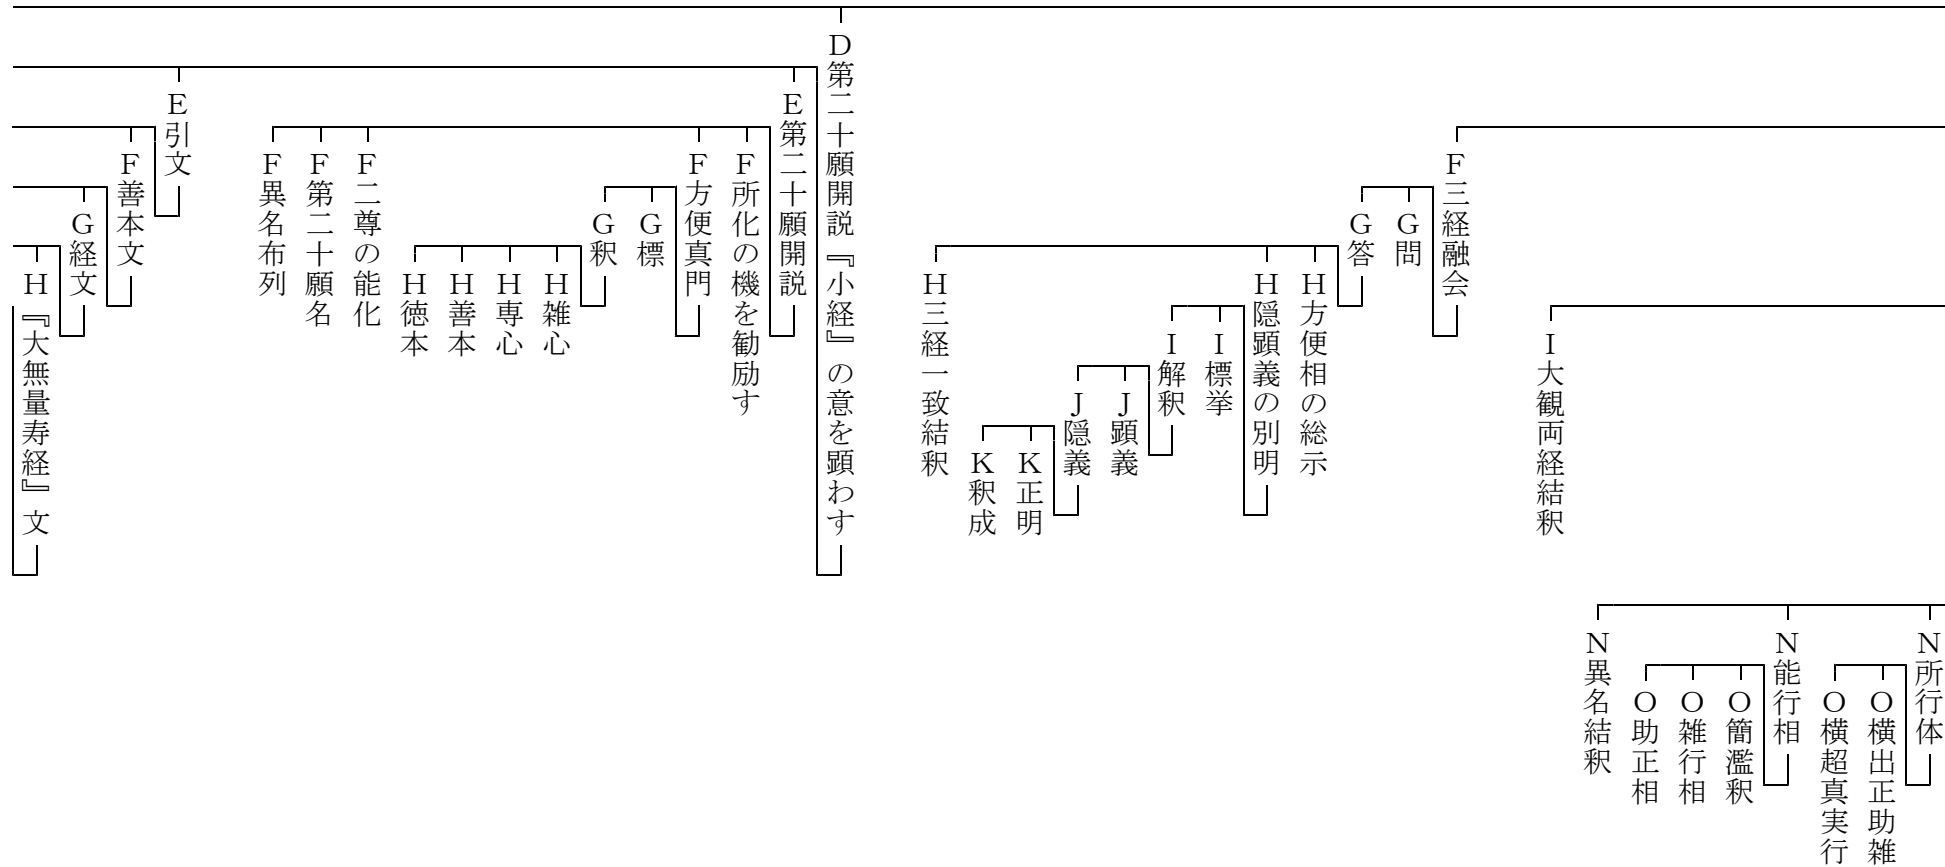 N所行体
O横出正助雑
O横超真実行
N能行相
O簡濫釈
O雑行相
O助正相
N異名結釈
I大観両経結釈
F三経融会
G問
G答
H方便相の総示
H隠顕義の別明
I標挙
I解釈
J顕義
J隠義
K正明
K釈成
H三経一致結釈
D第二十願開説『小経』の意を顕わす
E第二十願開説
F所化の機を勧励す
F方便真門
G標
G釈
H雑心
H専心
H善本
H徳本
F二尊の能化
F第二十願名
F異名布列
E引文
F善本文
G経文
H『大無量寿経』文